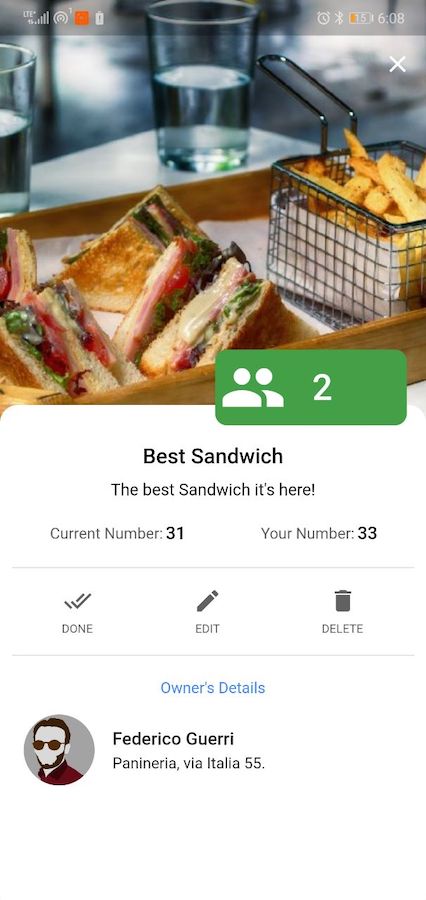 LTE 15 6:08
2
Best Sandwich
The best Sandwich it's here!
Current Number: 31 Your Number: 33
DONE EDIT DELETE
Owner's Details
Federico Guerri
Panineria, via Italia 55.